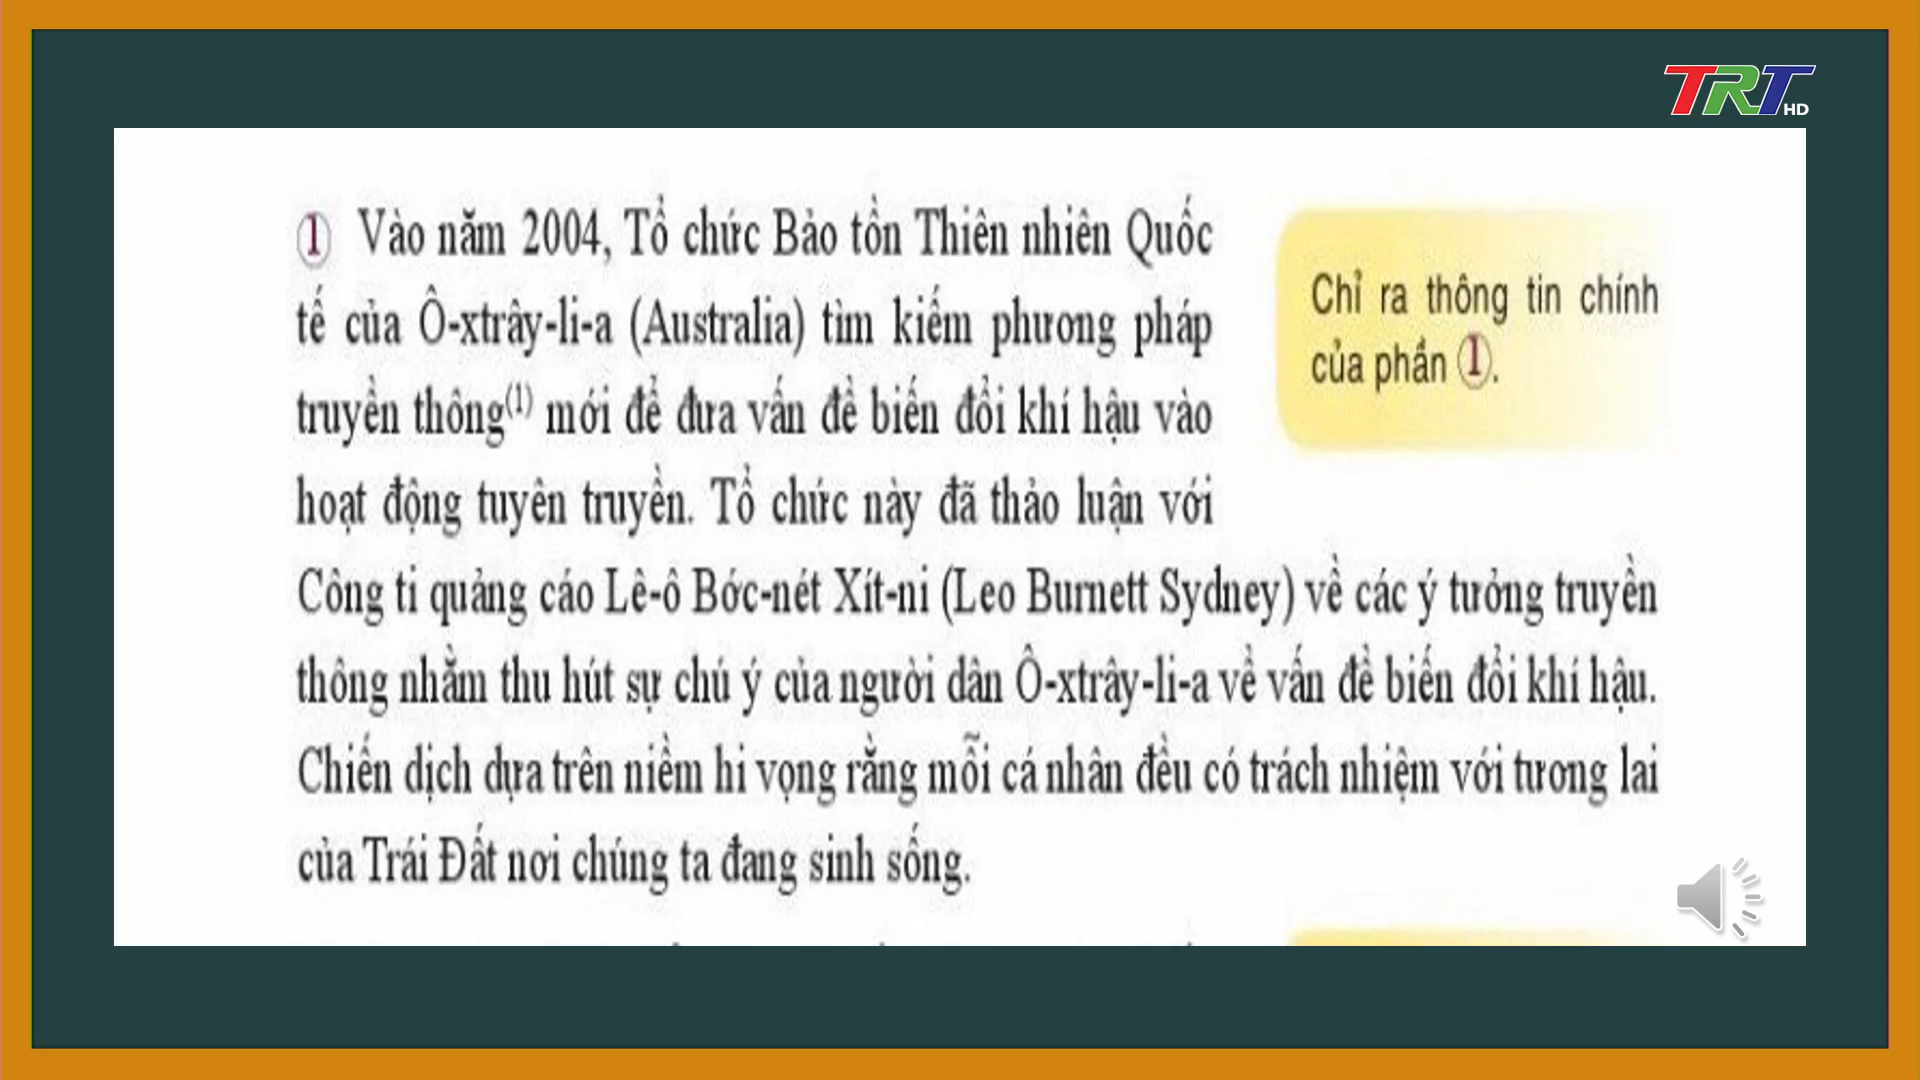 TRT HD
① Vào năm 2004, Tổ chức Bảo tồn Thiên nhiên Quốc
tế của Ô-xtrây-li-a (Australia) tìm kiếm phương pháp
truyền thông(1) mới để đưa vấn đề biến đổi khí hậu vào
hoạt động tuyên truyền. Tổ chức này đã thảo luận với
Công ti quảng cáo Lê-ô Bớc-nét Xít-ni (Leo Burnett Sydney) về các ý tưởng truyền
thông nhằm thu hút sự chú ý của người dân Ô-xtrây-li-a về vấn đề biến đổi khí hậu.
Chiến dịch dựa trên niềm hi vọng rằng mỗi cá nhân đều có trách nhiệm với tương lai
của Trái Đất nơi chúng ta đang sinh sống.
Chỉ ra thông tin chính
của phần ①.